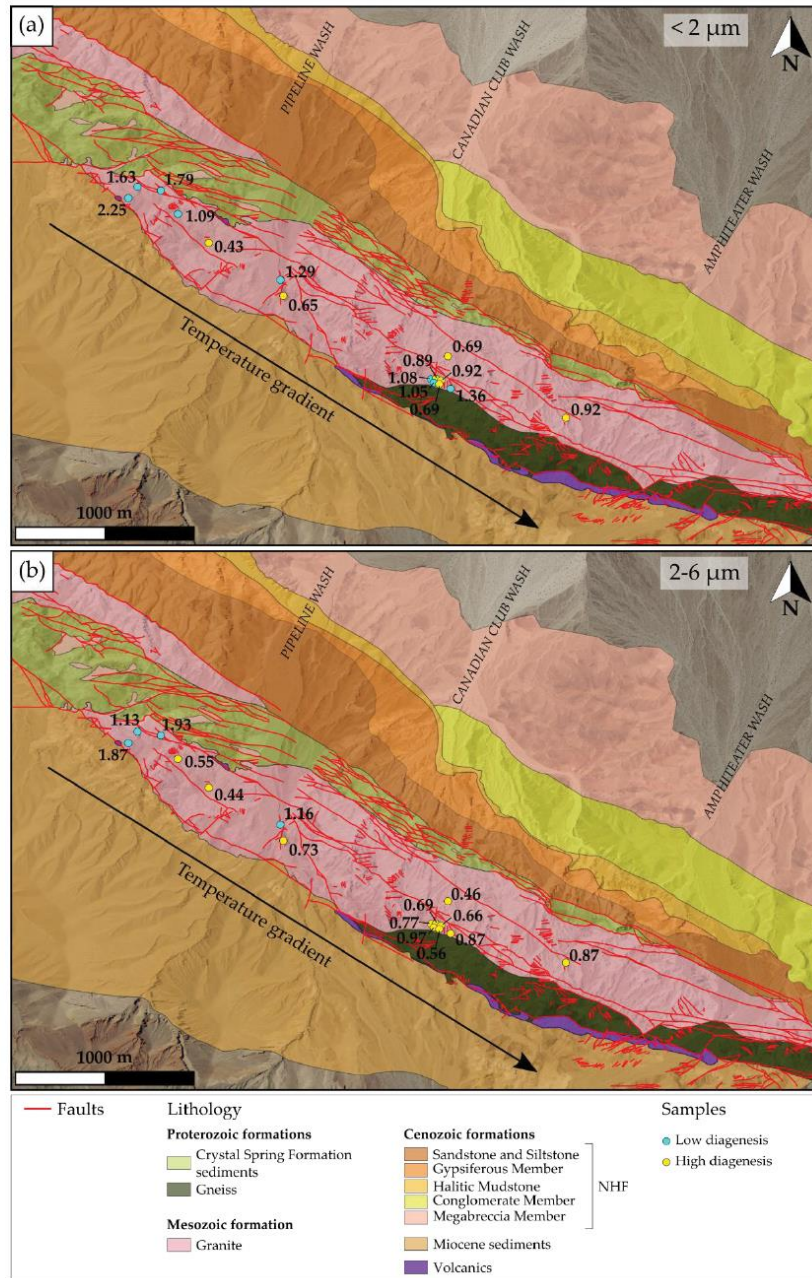 (a)
< 2 μm
N
PIPELINE WASH
CANADIAN CLUB WASH
AMPHITEATER WASH
1.63
1.79
2.25
1.09
0.43
1.29
0.65
0.69
0.89
0.92
1.08
1.05
1.36
0.69
0.92
Temperature gradient
1000 m
(b)
2-6 μm
N
PIPELINE WASH
CANADIAN CLUB WASH
AMPHITEATER WASH
1.13
1.93
1.87
0.55
0.44
1.16
0.73
0.46
0.69
0.66
0.77
0.97
0.87
0.56
0.87
Temperature gradient
1000 m
Faults
Lithology
Proterozoic formations
Crystal Spring Formation
sediments
Gneiss
Mesozoic formation
Granite
Cenozoic formations
Sandstone and Siltstone
Gypsiferous Member
Halitic Mudstone
Conglomerate Member
Megabreccia Member
NHF
Miocene sediments
Volcanics
Samples
Low diagenesis
High diagenesis